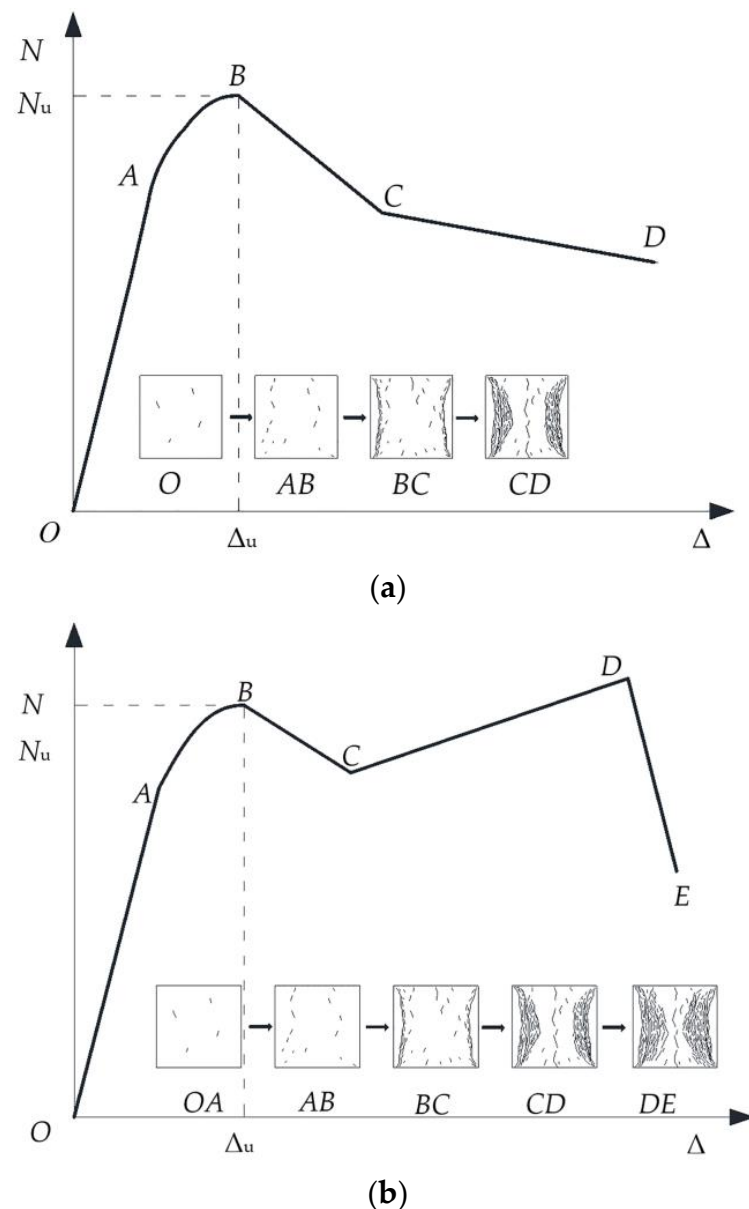 N
B
Nu
A
C
D
O AB BC CD
O Δu Δ
(a)
D
N B
Nu C
A
E
OA AB BC CD DE
O Δu Δ
(b)